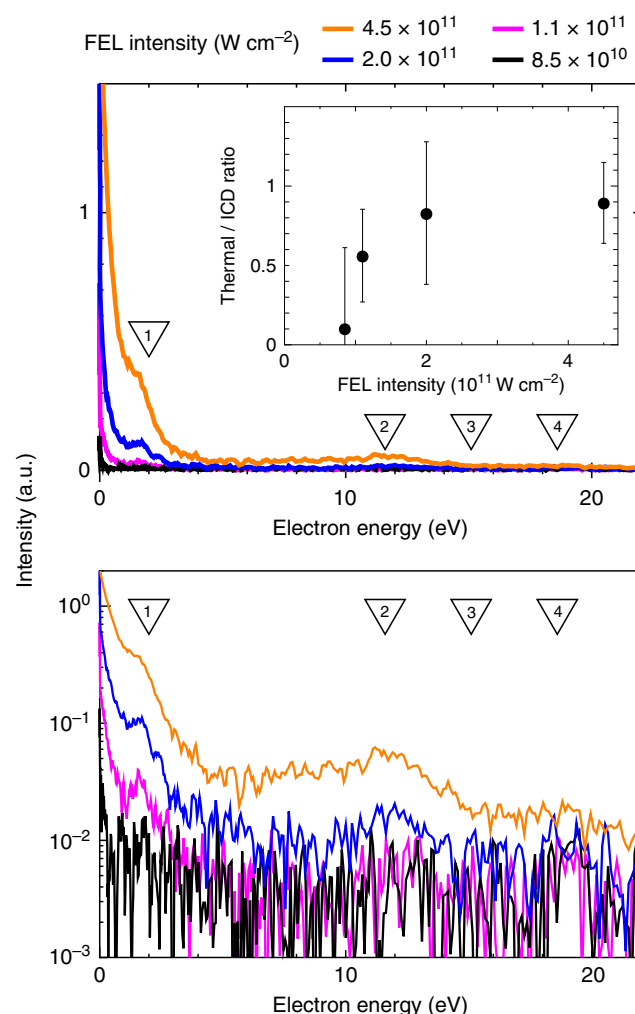 FEL intensity (W cm⁻²)
4.5 × 10¹¹
1.1 × 10¹¹
2.0 × 10¹¹
8.5 × 10¹⁰
Intensity (a.u.)
1
0
1
2
3
4
0
10
20
Electron energy (eV)
Thermal / ICD ratio
1
0.5
0
0
2
4
FEL intensity (10¹¹ W cm⁻²)
10⁰
10⁻¹
10⁻²
10⁻³
1
2
3
4
0
10
20
Electron energy (eV)